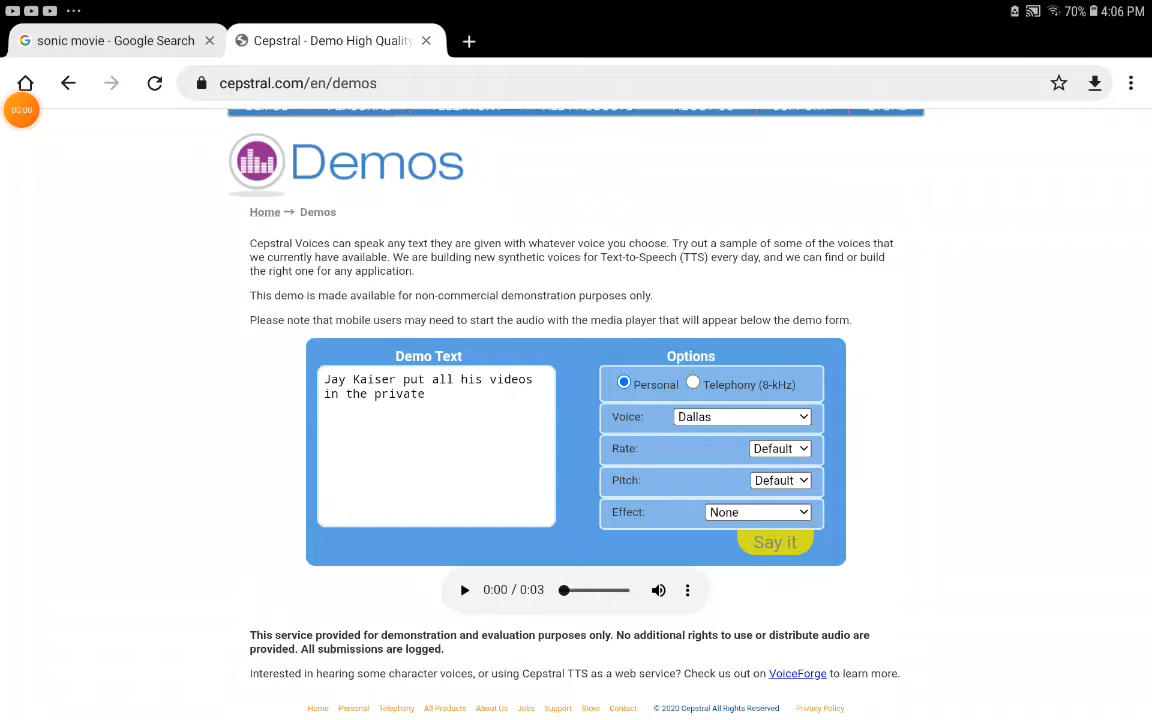 70% 4:06 PM
sonic movie - Google Search
Cepstral - Demo High Quality
cepstral.com/en/demos
00:00
Demos
Home → Demos
Cepstral Voices can speak any text they are given with whatever voice you choose. Try out a sample of some of the voices that
we currently have available. We are building new synthetic voices for Text-to-Speech (TTS) every day, and we can find or build
the right one for any application.
This demo is made available for non-commercial demonstration purposes only.
Please note that mobile users may need to start the audio with the media player that will appear below the demo form.
Demo Text
Jay Kaiser put all his videos
in the private
Options
Personal Telephony (8-kHz)
Voice: Dallas
Rate: Default
Pitch: Default
Effect: None
Say it
0:00 / 0:03
This service provided for demonstration and evaluation purposes only. No additional rights to use or distribute audio are
provided. All submissions are logged.
Interested in hearing some character voices, or using Cepstral TTS as a web service? Check us out on VoiceForge to learn more.
Home Personal Telephony All Products About Us Jobs Support Store Contact © 2020 Cepstral All Rights Reserved Privacy Policy